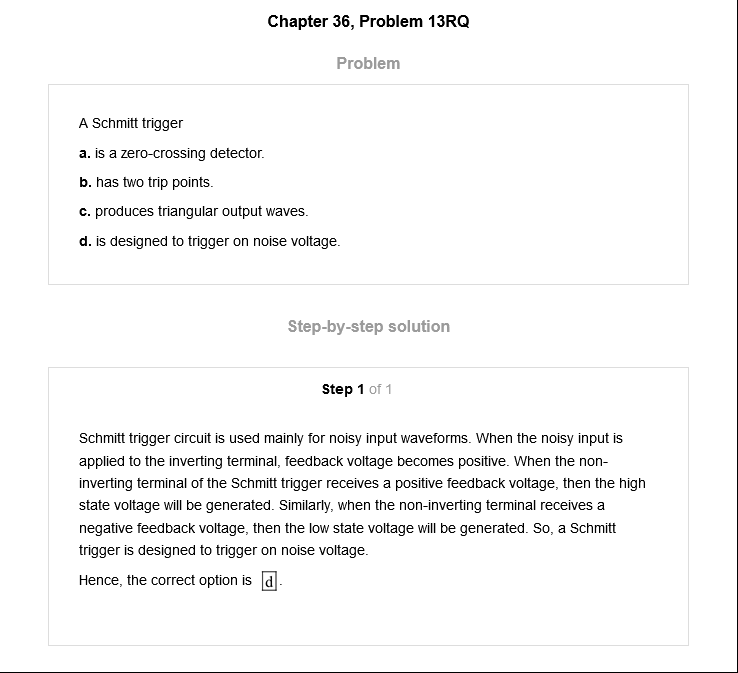 Chapter 36, Problem 13RQ
Problem
A Schmitt trigger
a. is a zero-crossing detector.
b. has two trip points.
c. produces triangular output waves.
d. is designed to trigger on noise voltage.
Step-by-step solution
Step 1 of 1
Schmitt trigger circuit is used mainly for noisy input waveforms. When the noisy input is
applied to the inverting terminal, feedback voltage becomes positive. When the non-
inverting terminal of the Schmitt trigger receives a positive feedback voltage, then the high
state voltage will be generated. Similarly, when the non-inverting terminal receives a
negative feedback voltage, then the low state voltage will be generated. So, a Schmitt
trigger is designed to trigger on noise voltage.
Hence, the correct option is d.